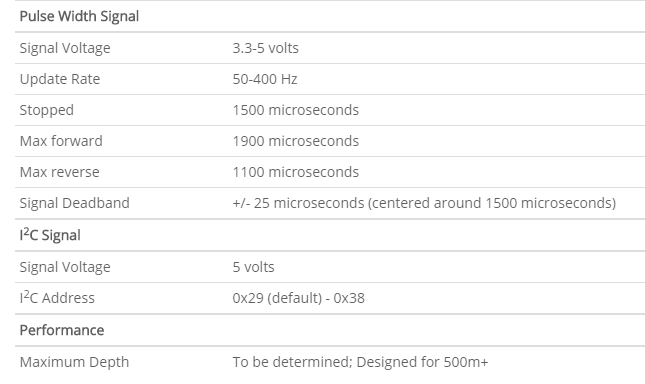 Pulse Width Signal
Signal Voltage 3.3-5 volts
Update Rate 50-400 Hz
Stopped 1500 microseconds
Max forward 1900 microseconds
Max reverse 1100 microseconds
Signal Deadband +/- 25 microseconds (centered around 1500 microseconds)
I²C Signal
Signal Voltage 5 volts
I²C Address 0x29 (default) - 0x38
Performance
Maximum Depth To be determined; Designed for 500m+